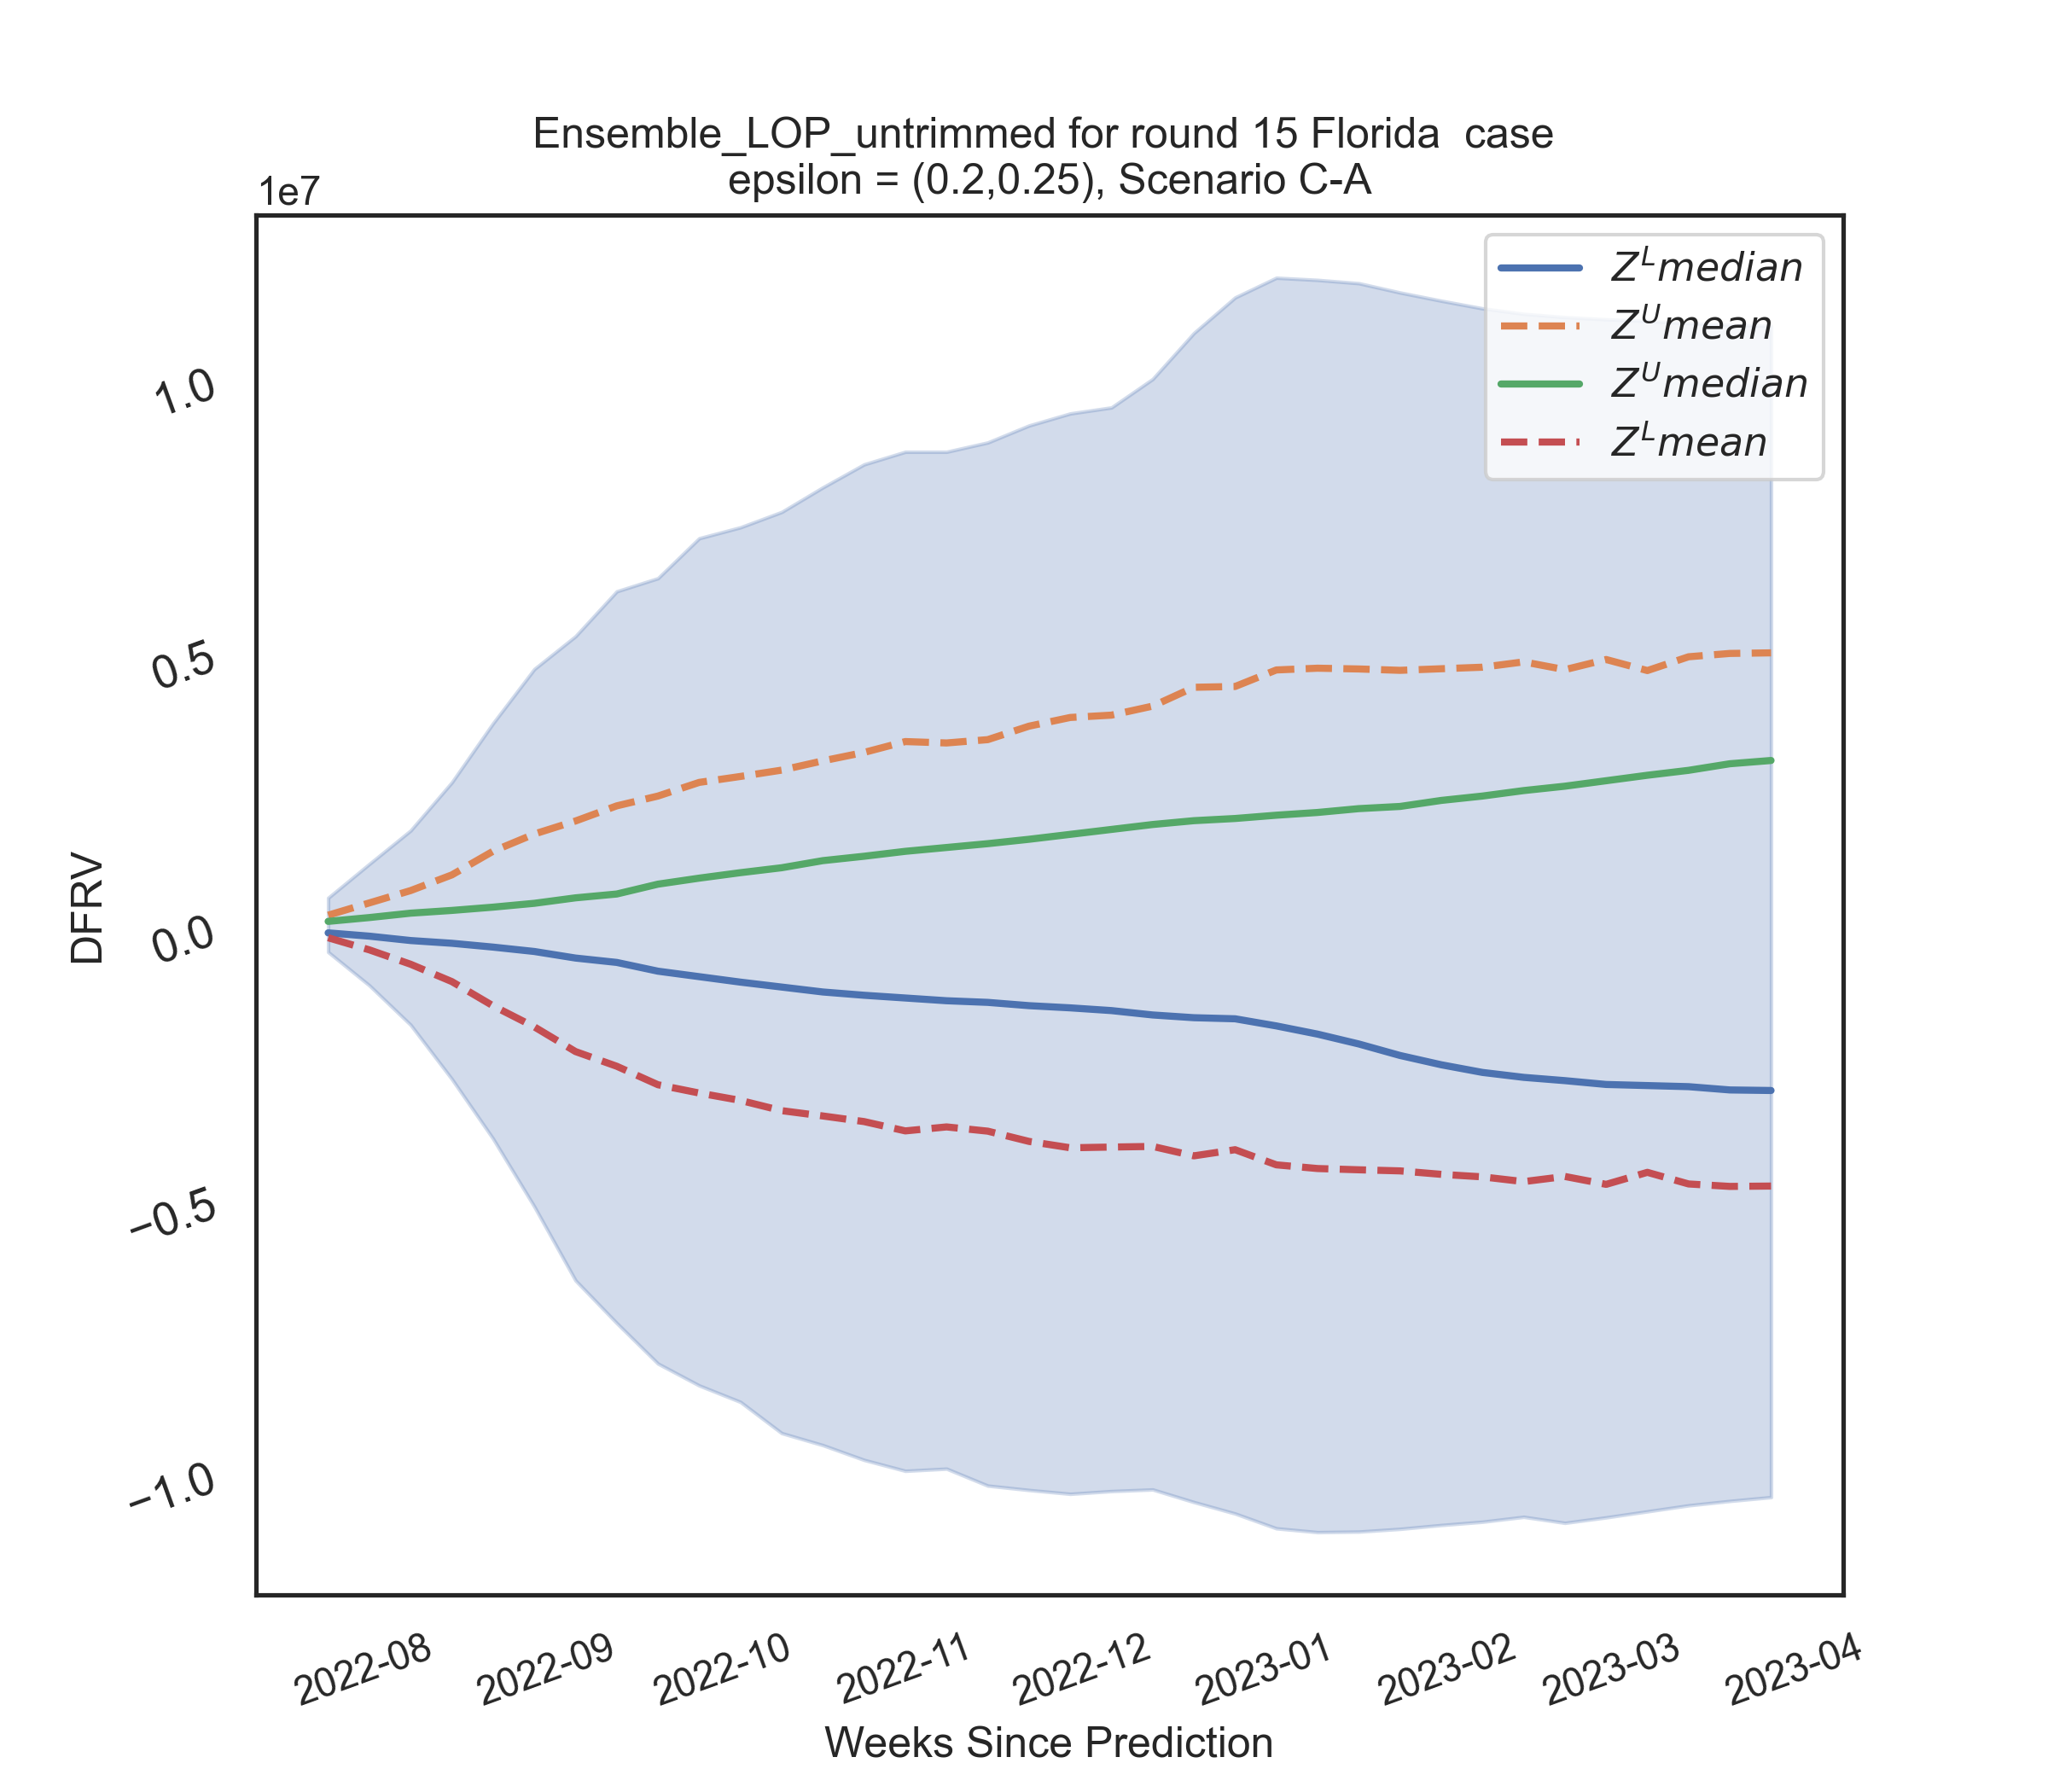 Ensemble_LOP_untrimmed for round 15 Florida  case
epsilon = (0.2,0.25), Scenario C-A
1e7
Z^L median
Z^U mean
Z^U median
Z^L mean
1.0
0.5
0.0
−0.5
−1.0
DFRV
2022-08
2022-09
2022-10
2022-11
2022-12
2023-01
2023-02
2023-03
2023-04
Weeks Since Prediction